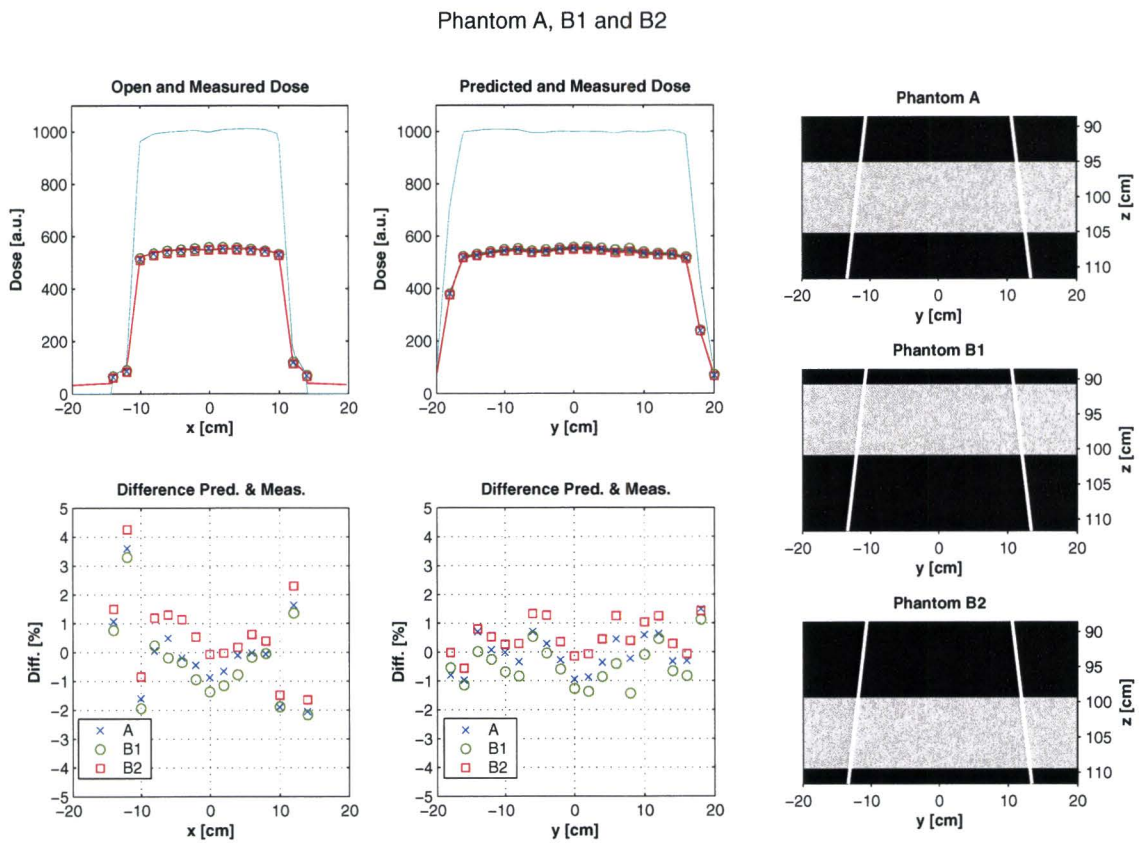 Phantom A, B1 and B2
Open and Measured Dose
Dose [a.u.]
1000
800
600
400
200
0
−20 −10 0 10 20
x [cm]
Predicted and Measured Dose
Dose [a.u.]
1000
800
600
400
200
0
−20 −10 0 10 20
y [cm]
Phantom A
90
95
100
105
110
z [cm]
−20 −10 0 10 20
y [cm]
Phantom B1
90
95
100
105
110
z [cm]
−20 −10 0 10 20
y [cm]
Difference Pred. & Meas.
Diff. [%]
5
4
3
2
1
0
−1
−2
−3
−4
−5
A
B1
B2
−20 −10 0 10 20
x [cm]
Difference Pred. & Meas.
Diff. [%]
5
4
3
2
1
0
−1
−2
−3
−4
−5
A
B1
B2
−20 −10 0 10 20
y [cm]
Phantom B2
90
95
100
105
110
z [cm]
−20 −10 0 10 20
y [cm]